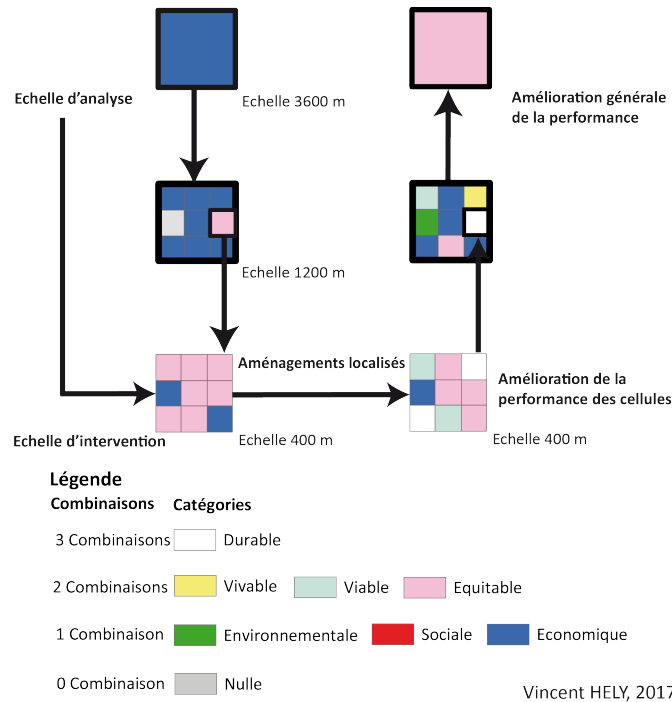 Echelle d'analyse
Echelle 3600 m
Amélioration générale
de la performance
Echelle 1200 m
Aménagements localisés
Amélioration de la
performance des cellules
Echelle d'intervention
Echelle 400 m
Echelle 400 m
Légende
Combinaisons Catégories
3 Combinaisons Durable
2 Combinaisons Vivable Viable Equitable
1 Combinaison Environnementale Sociale Economique
0 Combinaison Nulle
Vincent HELY, 2017